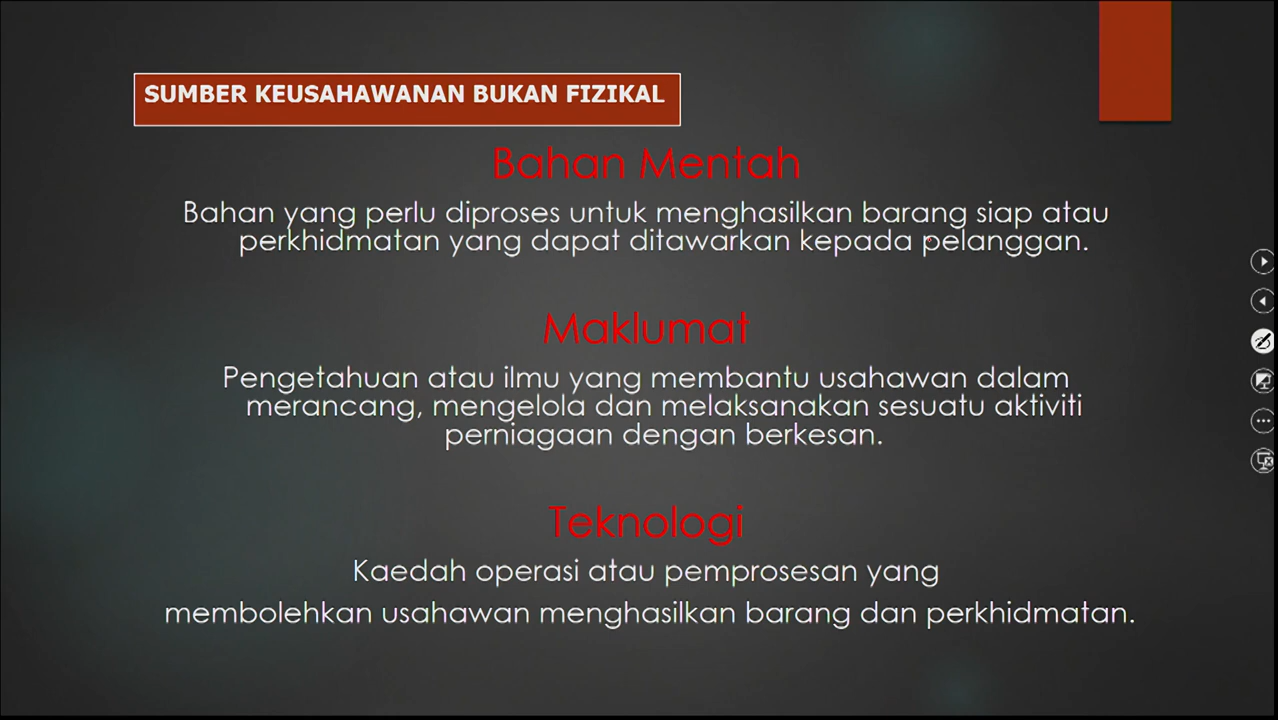 SUMBER KEUSAHAWANAN BUKAN FIZIKAL
Bahan Mentah
Bahan yang perlu diproses untuk menghasilkan barang siap atau
perkhidmatan yang dapat ditawarkan kepada pelanggan.
Maklumat
Pengetahuan atau ilmu yang membantu usahawan dalam
merancang, mengelola dan melaksanakan sesuatu aktiviti
perniagaan dengan berkesan.
Teknologi
Kaedah operasi atau pemprosesan yang
membolehkan usahawan menghasilkan barang dan perkhidmatan.